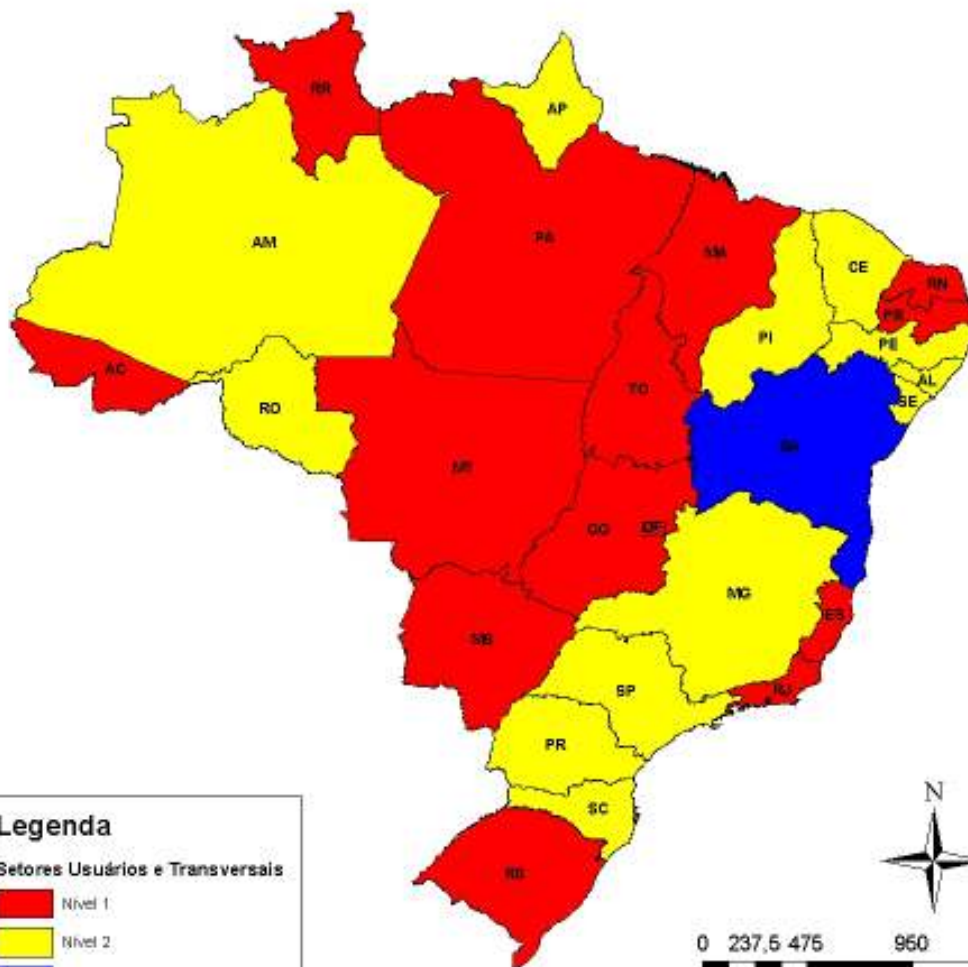 RR
AP
AM
PA
MA
CE
RN
PB
PI
PE
AC
TO
AL
RO
SE
BA
MT
GO
DF
MG
ES
MS
RJ
SP
PR
SC
RS
N
Legenda
Setores Usuários e Transversais
Nível 1
Nível 2
0 237,5 475 950